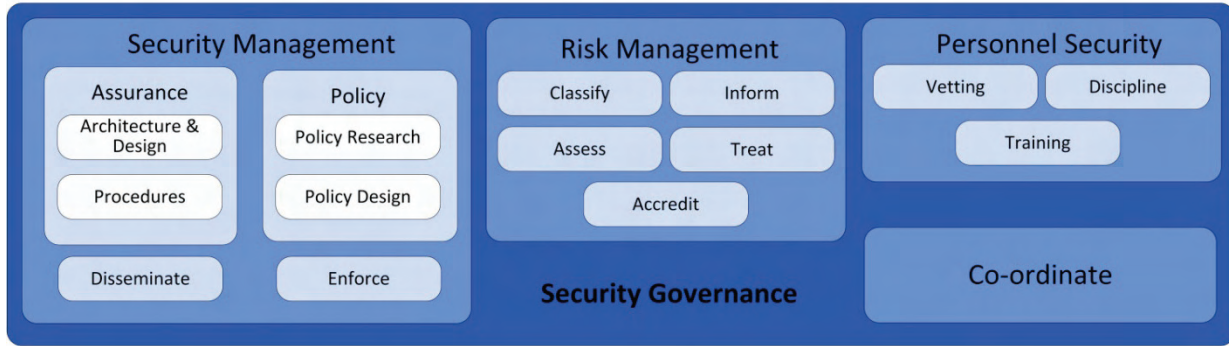 Security Management
Assurance
Architecture &
Design
Procedures
Policy
Policy Research
Policy Design
Disseminate
Enforce
Risk Management
Classify
Inform
Assess
Treat
Accredit
Personnel Security
Vetting
Discipline
Training
Co-ordinate
Security Governance